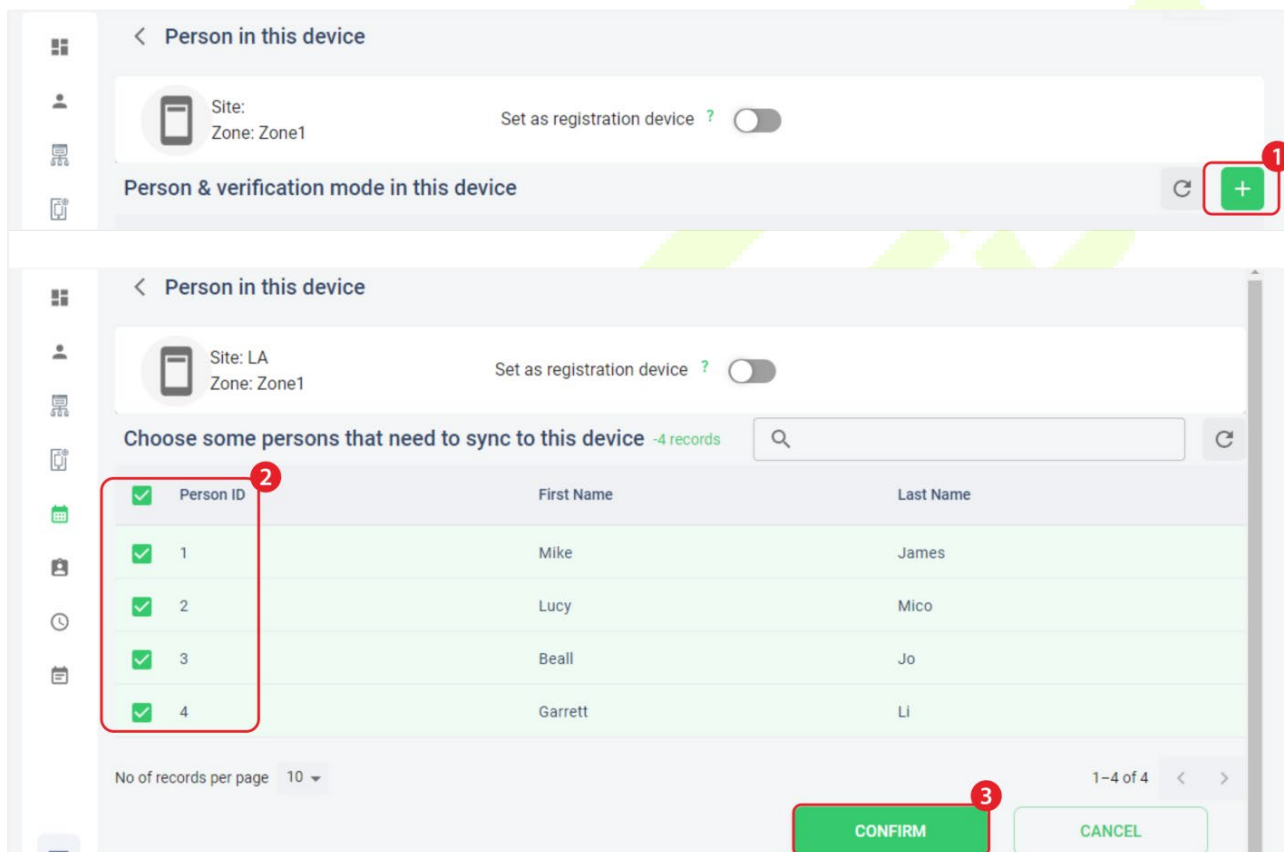 Person in this device
Site:
Zone: Zone1
Set as registration device ?
1
Person & verification mode in this device
+
Person in this device
Site: LA
Zone: Zone1
Set as registration device ?
Choose some persons that need to sync to this device -4 records
2
Person ID First Name Last Name
1 Mike James
2 Lucy Mico
3 Beall Jo
4 Garrett Li
No of records per page 10 1–4 of 4 < >
3
CONFIRM CANCEL